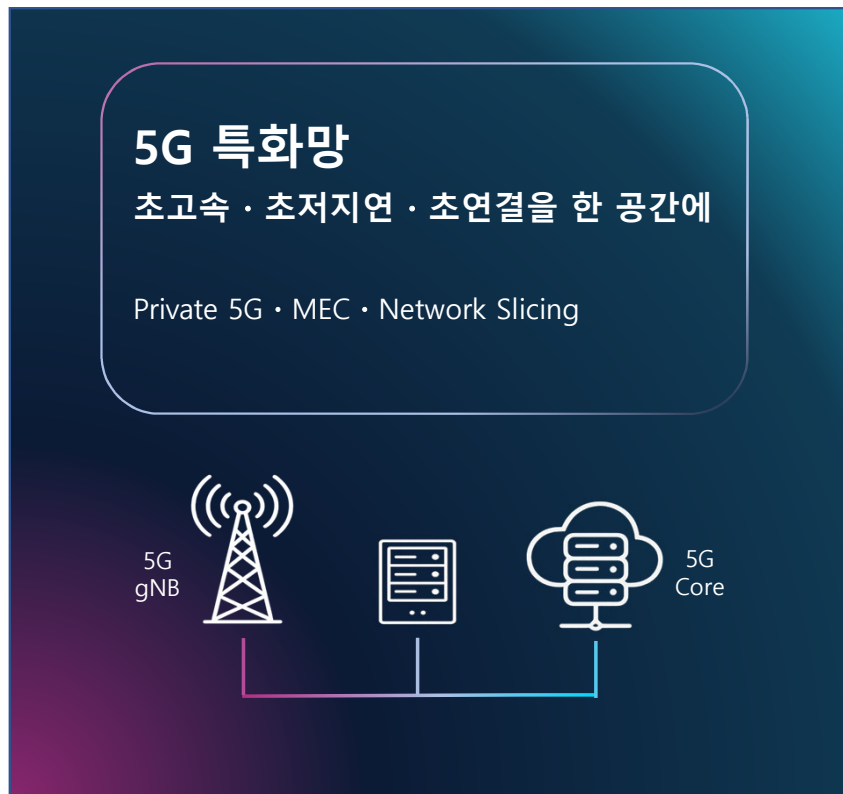 5G 특화망
초고속 · 초저지연 · 초연결을 한 공간에
Private 5G · MEC · Network Slicing
5G
gNB
5G
Core